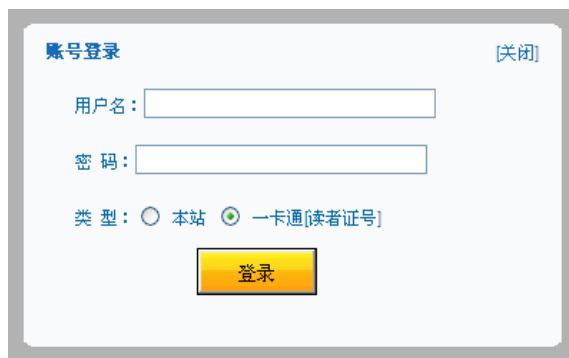 账号登录 [关闭]
用户名：
密 码：
类 型： 本站 一卡通[读者证号]
登录